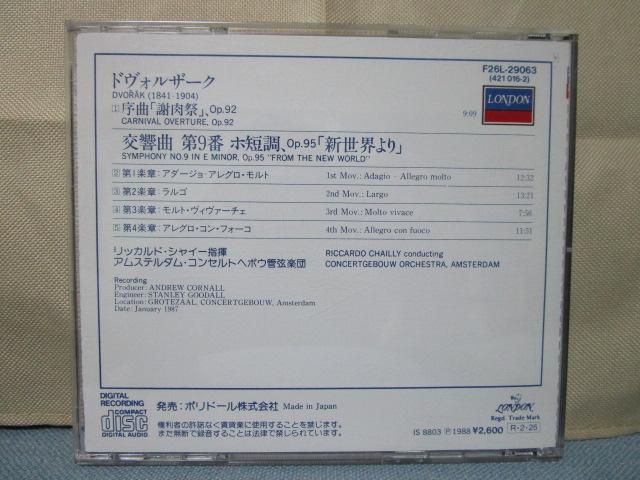 F26L-29063
(421 016-2)
LONDON
ドヴォルザーク
DVOŘÁK (1841-1904)
1 序曲「謝肉祭」、Op.92 9:09
CARNIVAL OVERTURE, Op.92
交響曲 第9番 ホ短調、Op.95「新世界より」
SYMPHONY NO.9 IN E MINOR, Op.95 "FROM THE NEW WORLD"
2 第1楽章：アダージョ-アレグロ・モルト 1st Mov.: Adagio – Allegro molto 12:32
3 第2楽章：ラルゴ 2nd Mov.: Largo 13:21
4 第3楽章：モルト・ヴィヴァーチェ 3rd Mov.: Molto vivace 7:56
5 第4楽章：アレグロ・コン・フォーコ 4th Mov.: Allegro con fuoco 11:51
リッカルド・シャイー指揮 RICCARDO CHAILLY conducting
アムステルダム・コンセルトヘボウ管弦楽団 CONCERTGEBOUW ORCHESTRA, AMSTERDAM
Recording
Producer: ANDREW CORNALL
Engineer: STANLEY GOODALL
Location: GROTEZAAL, CONCERTGEBOUW, Amsterdam
Date: January 1987
DIGITAL
RECORDING
COMPACT
disc
DIGITAL AUDIO
発売：ポリドール株式会社 Made in Japan
権利者の許諾なく賃貸業に使用することを禁じます。
また無断で録音することは法律で禁じられています。
LONDON
Regd. Trade Mark
IS 8803 Ⓟ 1988 ¥2,600 R-2・25